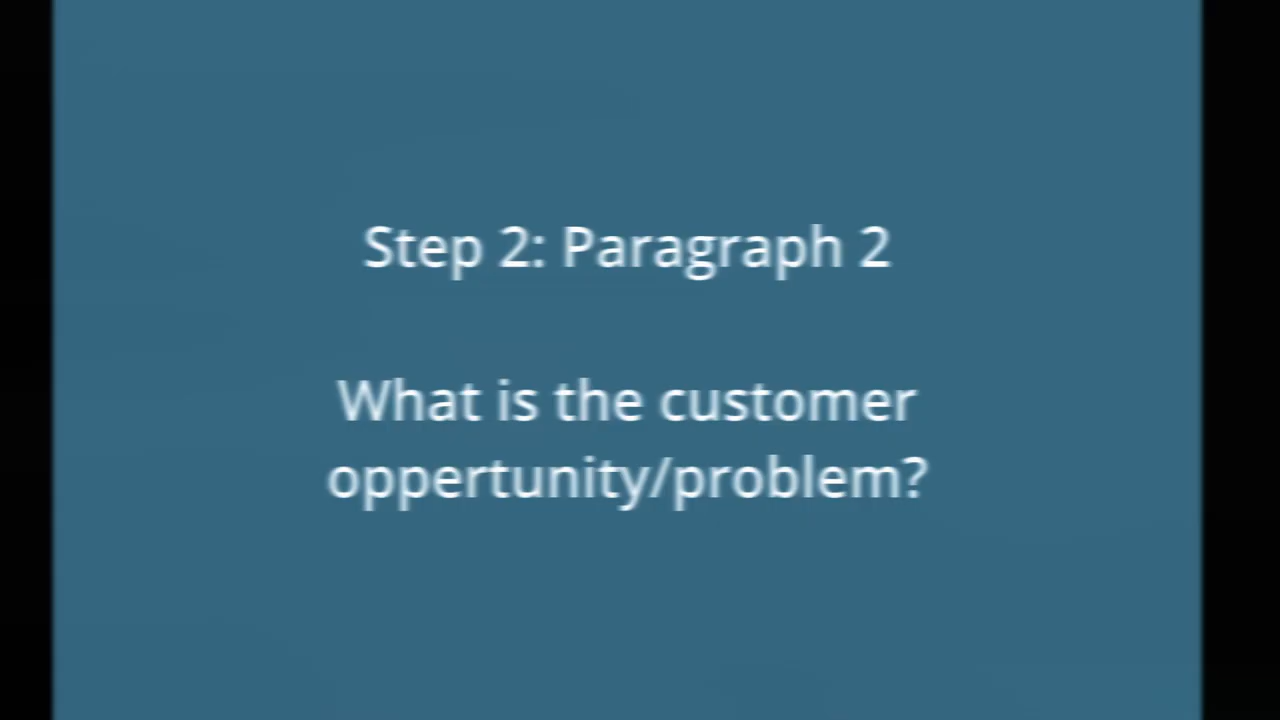 Step 2: Paragraph 2
What is the customer
oppertunity/problem?